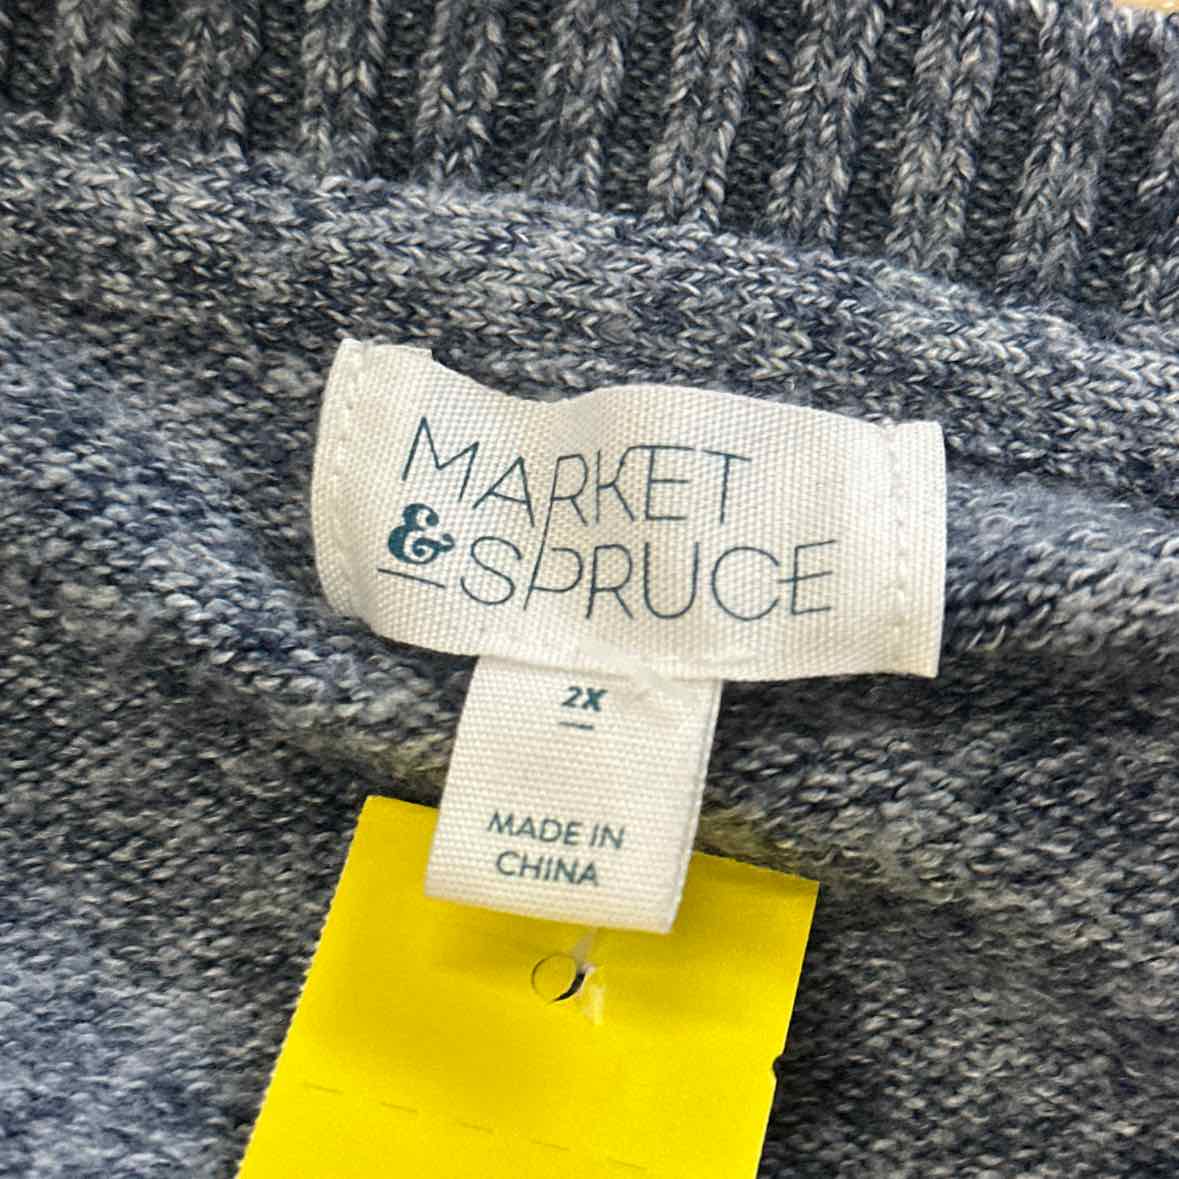 MARKET
& SPRUCE
2X
MADE IN
CHINA